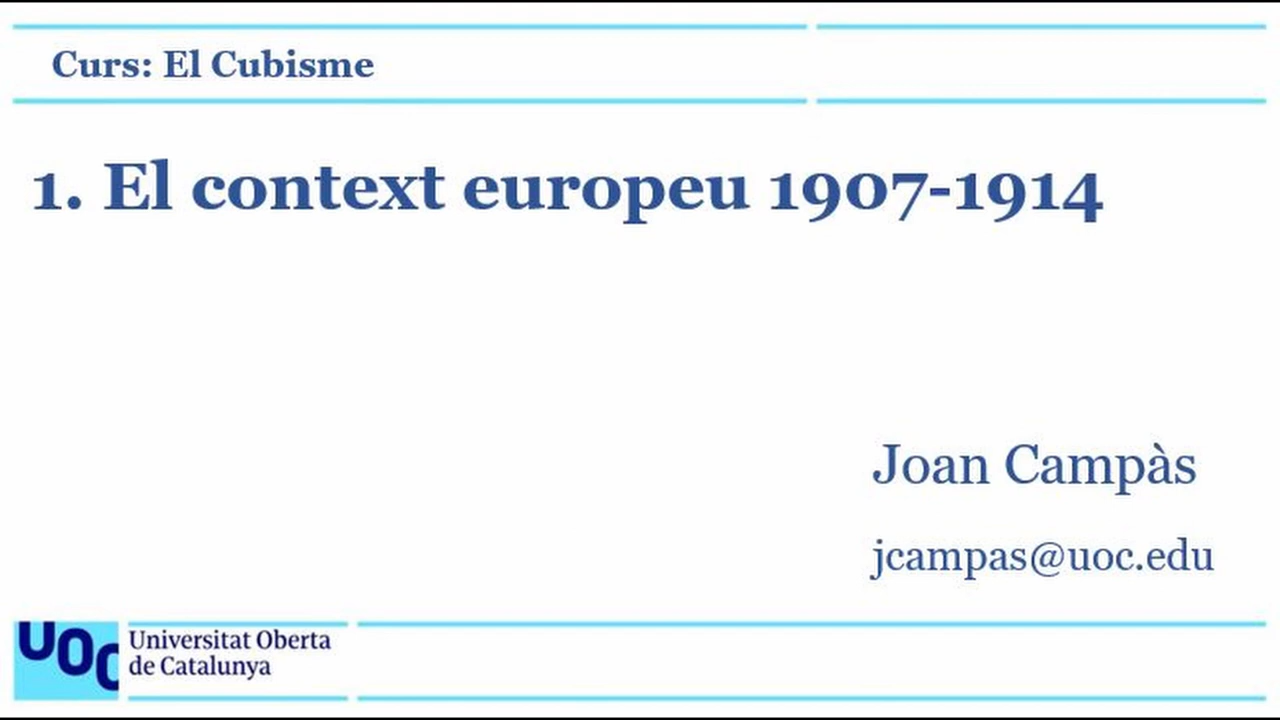 Curs: El Cubisme
1. El context europeu 1907-1914
Joan Campàs
jcampas@uoc.edu
UOC
Universitat Oberta
de Catalunya